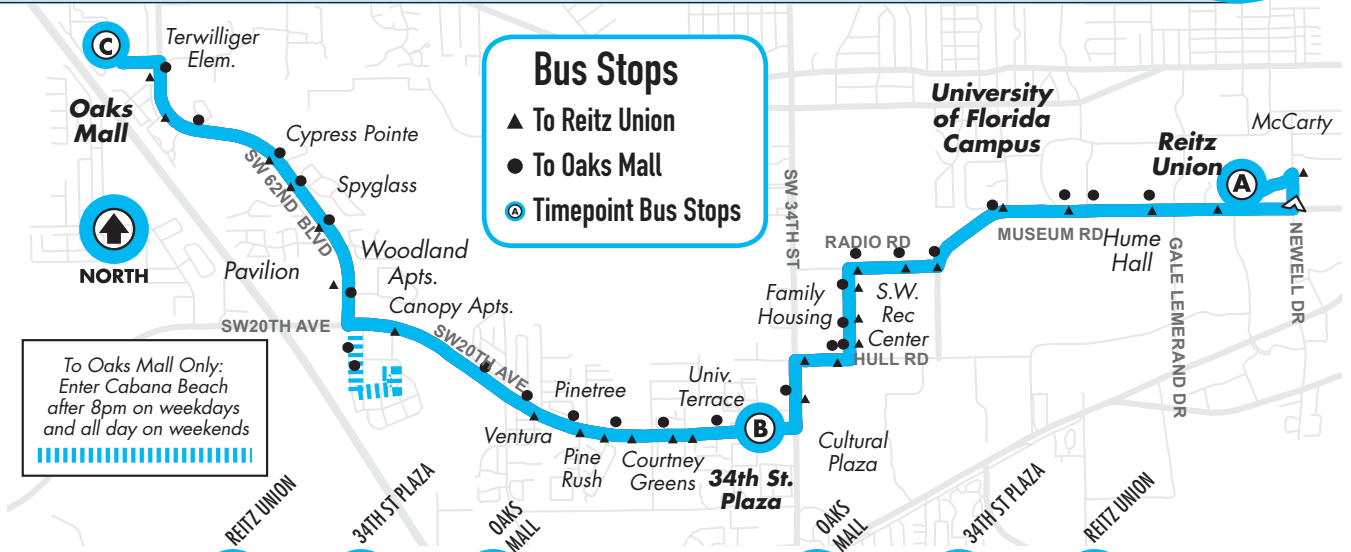 C
Terwilliger
Elem.
Oaks
Mall
NORTH
Bus Stops
▲ To Reitz Union
● To Oaks Mall
Ⓐ Timepoint Bus Stops
Cypress Pointe
Spyglass
SW 62ND BLVD
Woodland
Apts.
Pavilion
Canopy Apts.
SW20TH AVE
SW20TH AVE
To Oaks Mall Only:
Enter Cabana Beach
after 8pm on weekdays
and all day on weekends
Ventura
Pinetree
Pine
Rush
Courtney
Greens
Univ.
Terrace
B
34th St.
Plaza
Cultural
Plaza
SW 34TH ST
Family
Housing
RADIO RD
S.W.
Rec
Center
HULL RD
University
of Florida
Campus
MUSEUM RD
Hume
Hall
Reitz
Union
A
McCarty
GALE LEMERAND DR
NEWELL DR
REITZ UNION
34TH ST PLAZA
OAKS
MALL
OAKS
MALL
34TH ST PLAZA
REITZ UNION